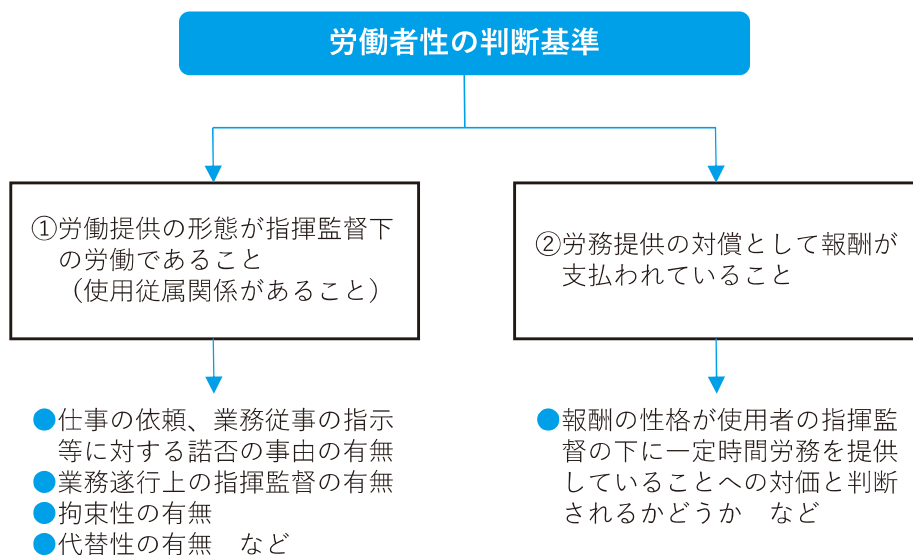 労働者性の判断基準
①労働提供の形態が指揮監督下
の労働であること
（使用従属関係があること）
②労務提供の対償として報酬が
支払われていること
●仕事の依頼、業務従事の指示
等に対する諾否の事由の有無
●業務遂行上の指揮監督の有無
●拘束性の有無
●代替性の有無　など
●報酬の性格が使用者の指揮監
督の下に一定時間労務を提供
していることへの対価と判断
されるかどうか　など